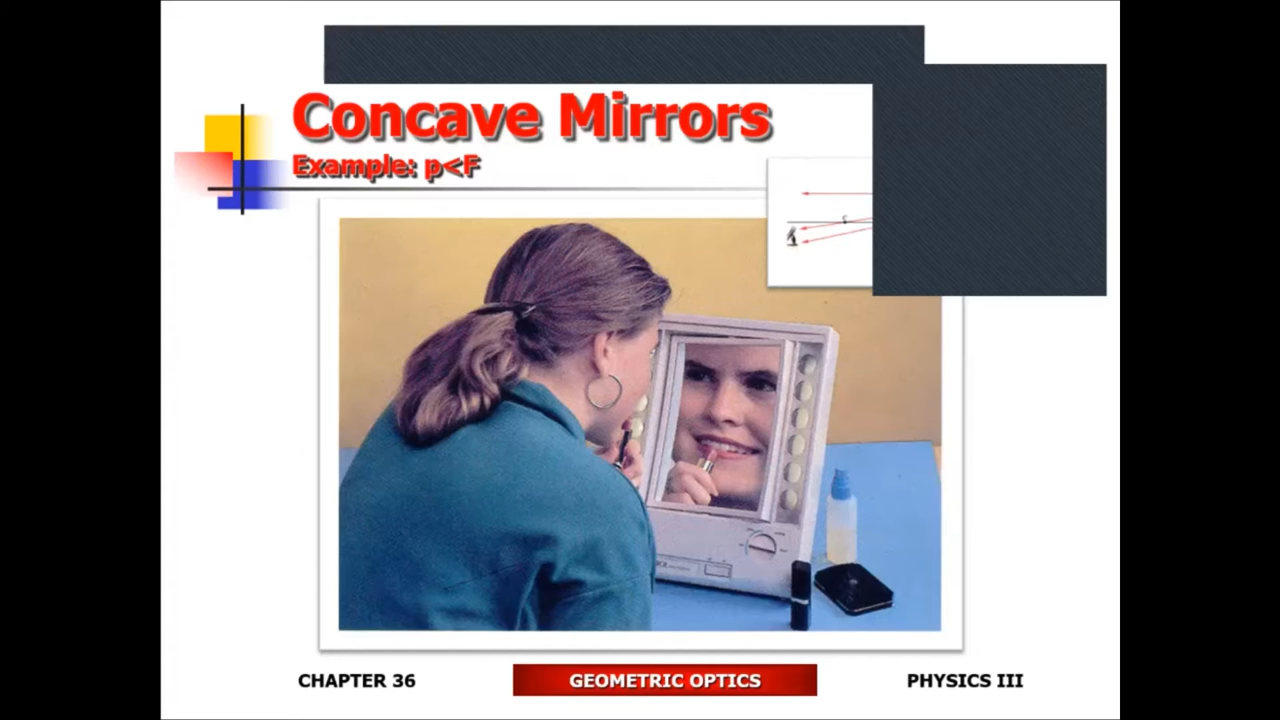 Concave Mirrors
Example: p<F
C
CHAPTER 36
GEOMETRIC OPTICS
PHYSICS III